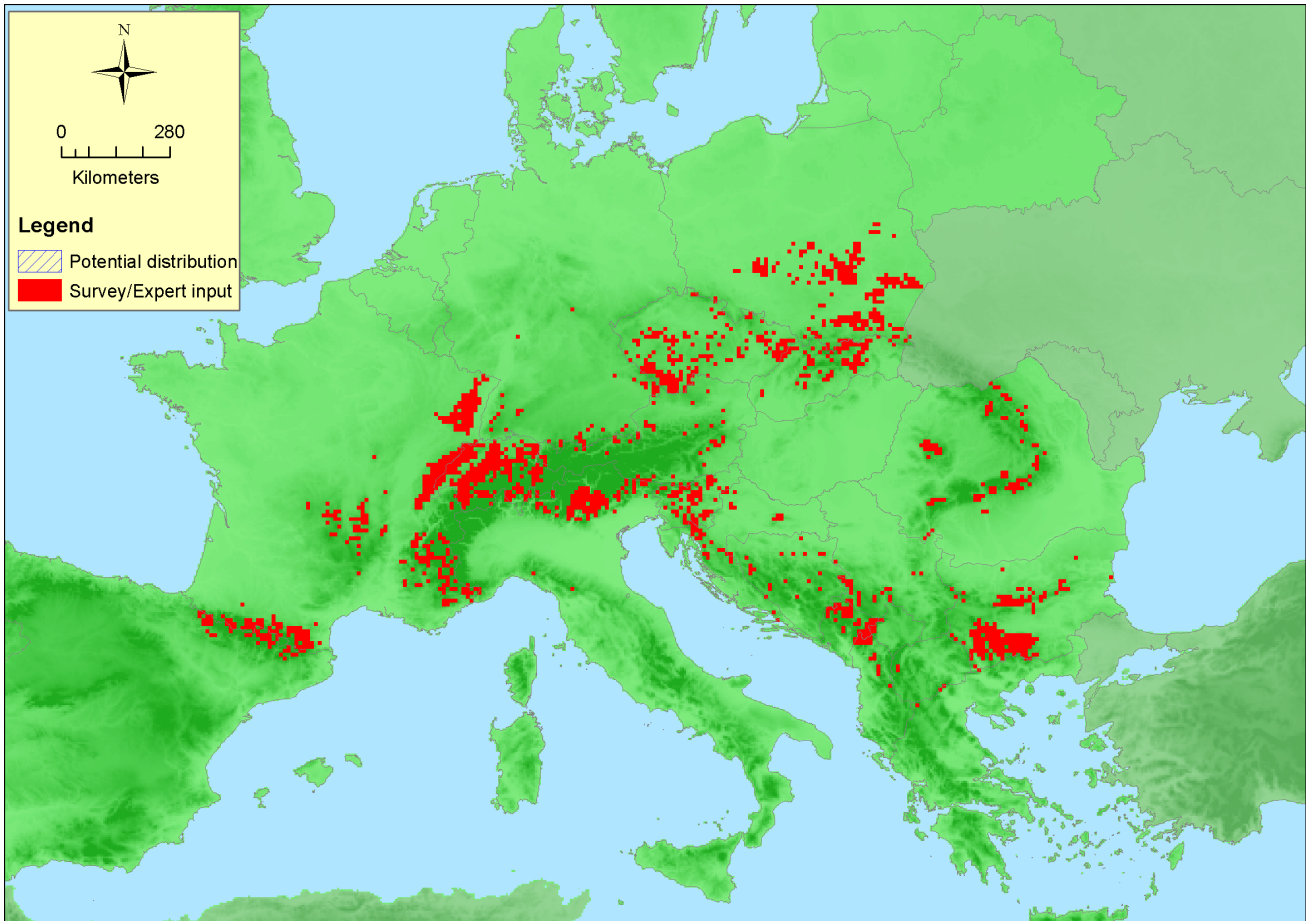 N
0 280
Kilometers
Legend
Potential distribution
Survey/Expert input